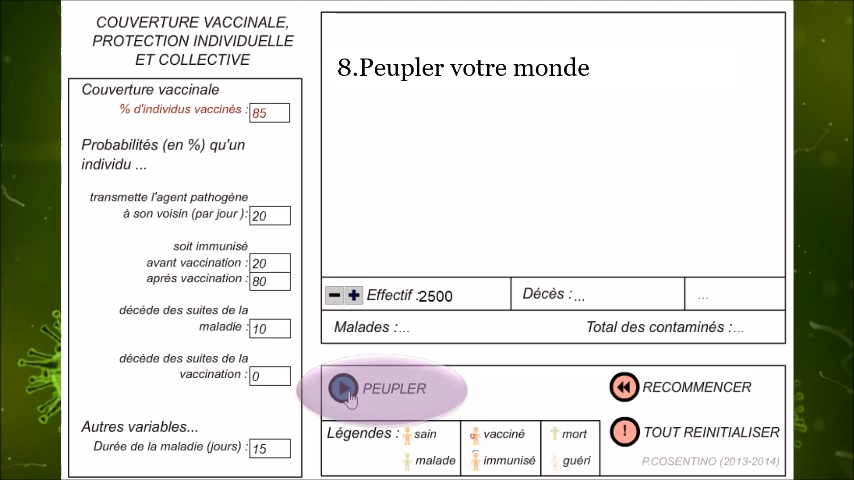 COUVERTURE VACCINALE,
PROTECTION INDIVIDUELLE
ET COLLECTIVE
Couverture vaccinale
% d'individus vaccinés : 85
Probabilités (en %) qu'un
individu ...
transmette l'agent pathogène
à son voisin (par jour ): 20
soit immunisé
avant vaccination : 20
après vaccination : 80
décède des suites de la
maladie : 10
décède des suites de la
vaccination : 0
Autres variables...
Durée de la maladie (jours) : 15
8.Peupler votre monde
Effectif :2500
Décès :...
...
Malades :...
Total des contaminés :...
PEUPLER
RECOMMENCER
Légendes : sain vacciné mort
malade immunisé guéri
! TOUT REINITIALISER
P.COSENTINO (2013-2014)